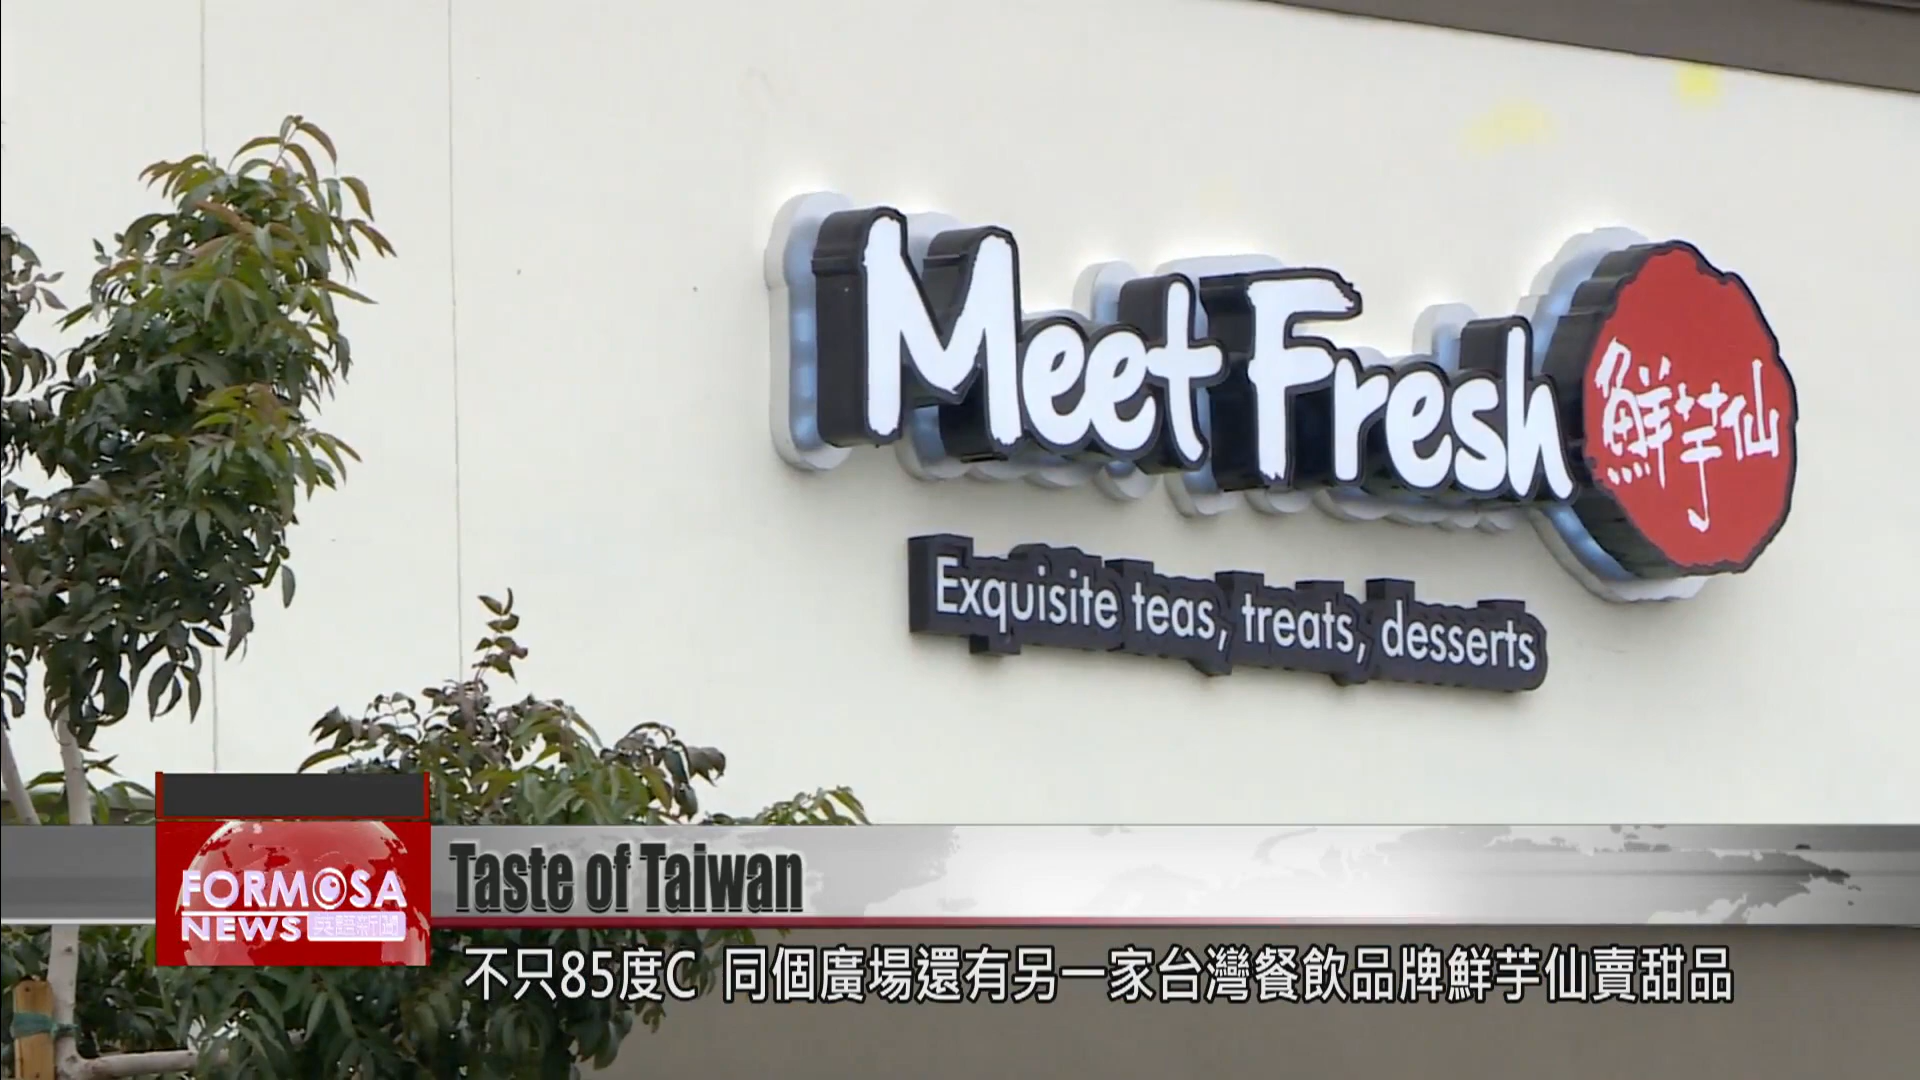 Meet Fresh
鮮芋仙
Exquisite teas, treats, desserts
Taste of Taiwan
FORMOSA
NEWS 英語新聞
不只85度C 同個廣場還有另一家台灣餐飲品牌鮮芋仙賣甜品